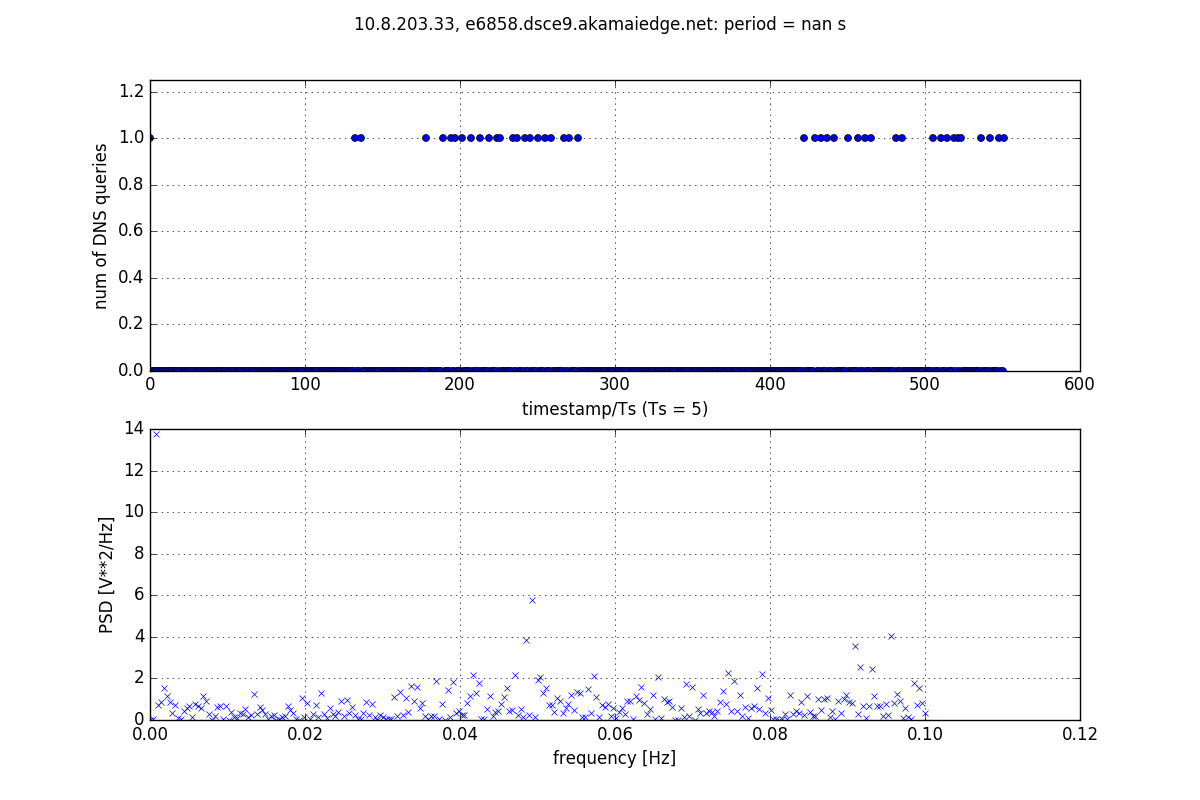 10.8.203.33, e6858.dsce9.akamaiedge.net: period = nan s
1.2
1.0
0.8
0.6
0.4
0.2
0.0
num of DNS queries
0 100 200 300 400 500 600
timestamp/Ts (Ts = 5)
14
12
10
8
6
4
2
0
PSD [V**2/Hz]
0.00 0.02 0.04 0.06 0.08 0.10 0.12
frequency [Hz]